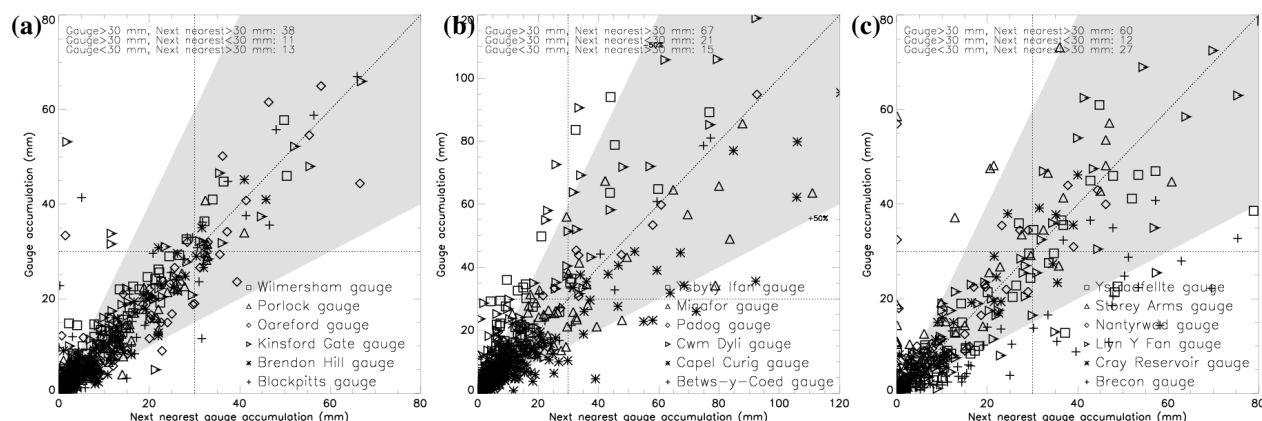 (a)
80
60
40
20
0
Gauge accumulation (mm)
Gauge>30 mm, Next nearest>30 mm: 38
Gauge>30 mm, Next nearest<30 mm: 11
Gauge<30 mm, Next nearest>30 mm: 13
Wilmersham gauge
Porlock gauge
Oareford gauge
Kinsford Gate gauge
Brendon Hill gauge
Blackpitts gauge
0 20 40 60 80
Next nearest gauge accumulation (mm)
(b)
120
100
80
60
40
20
0
Gauge accumulation (mm)
Gauge>30 mm, Next nearest>30 mm: 67
Gauge>30 mm, Next nearest<30 mm: 21
Gauge<30 mm, Next nearest>30 mm: 15
-50%
+50%
Ifan gauge
gauge
Padog gauge
Cwm Dyli gauge
Capel Curig gauge
Betws-y-Coed gauge
0 20 40 60 80 100 120
Next nearest gauge accumulation (mm)
(c)
80
60
40
20
0
Gauge accumulation (mm)
Gauge>30 mm, Next nearest>30 mm: 60
Gauge>30 mm, Next nearest<30 mm: 12
Gauge<30 mm, Next nearest>30 mm: 27
gauge
Storey Arms gauge
gauge
Llyn Y Fan gauge
Cray Reservoir gauge
Brecon gauge
0 20 40 60 80
Next nearest gauge accumulation (mm)